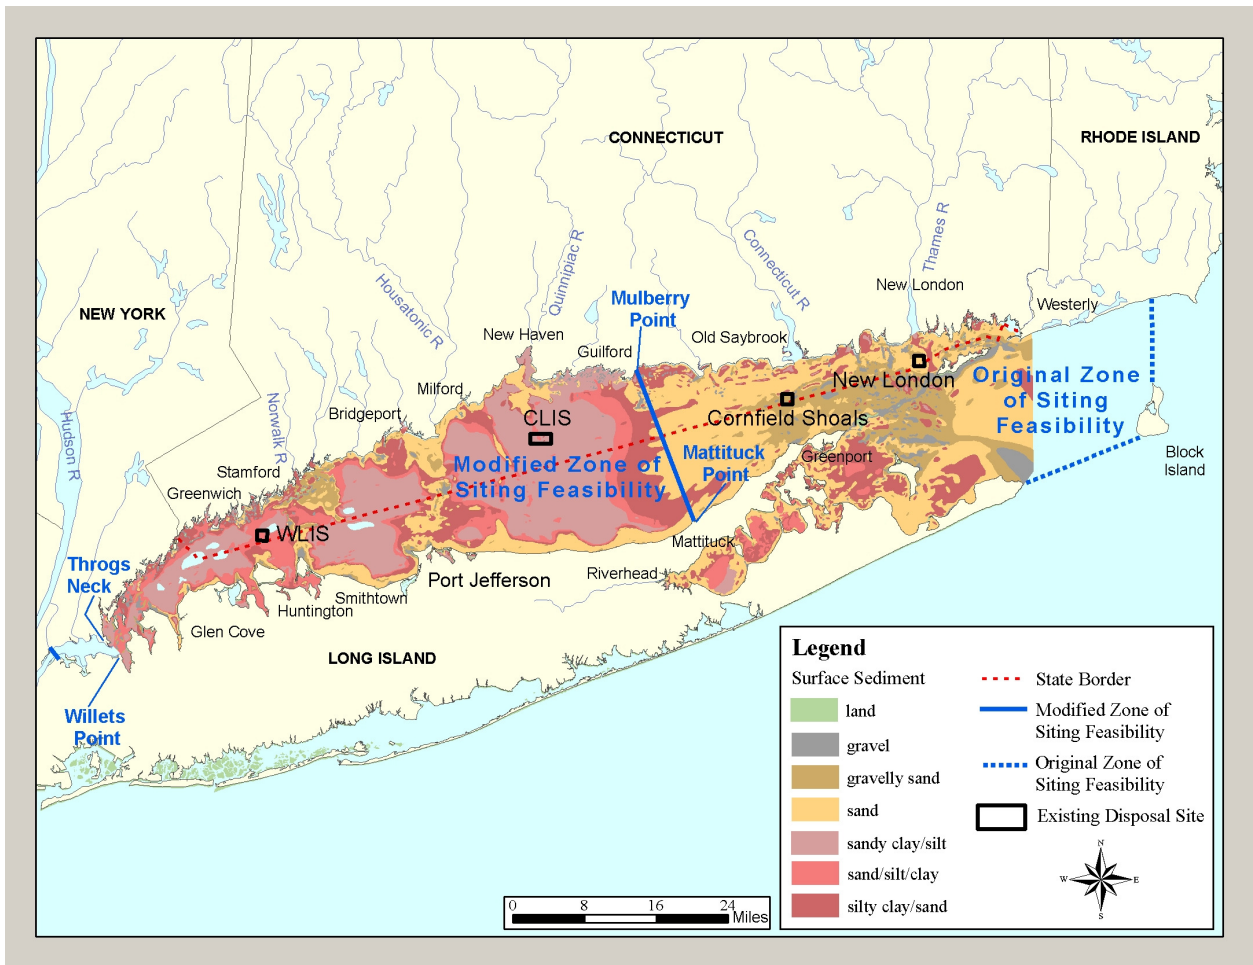 CONNECTICUT
RHODE ISLAND
NEW YORK
Hudson R
Norwalk R
Housatonic R
Quinnipiac R
Connecticut R
Thames R
New London
Westerly
Mulberry
Point
Old Saybrook
New Haven
Guilford
Milford
Bridgeport
Stamford
Greenwich
New London
Original Zone
of Siting
Feasibility
CLIS
Cornfield Shoals
Modified Zone of
Siting Feasibility
Mattituck
Point
Greenport
Block
Island
WLIS
Mattituck
Riverhead
Port Jefferson
Smithtown
Huntington
Glen Cove
Throgs
Neck
LONG ISLAND
Willets
Point
Legend
Surface Sediment
land
gravel
gravelly sand
sand
sandy clay/silt
sand/silt/clay
silty clay/sand
State Border
Modified Zone of
Siting Feasibility
Original Zone of
Siting Feasibility
Existing Disposal Site
N
W
E
S
0 8 16 24
Miles